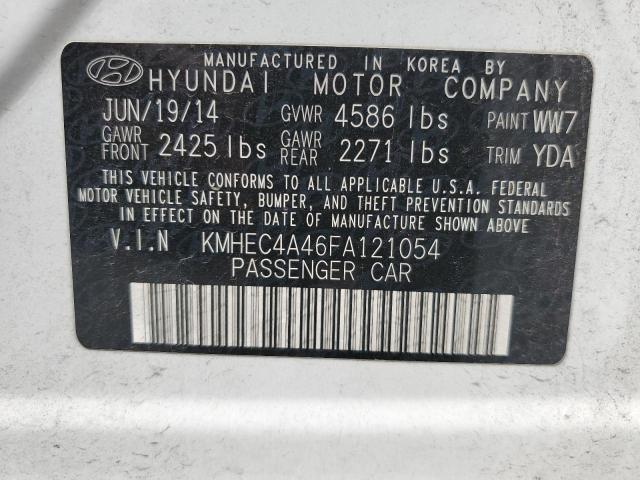 MANUFACTURED IN KOREA BY
HYUNDAI MOTOR COMPANY
JUN/19/14 GVWR 4586 lbs PAINT WW7
GAWR FRONT 2425 lbs GAWR REAR 2271 lbs TRIM YDA
THIS VEHICLE CONFORMS TO ALL APPLICABLE U.S.A. FEDERAL
MOTOR VEHICLE SAFETY, BUMPER, AND THEFT PREVENTION STANDARDS
IN EFFECT ON THE DATE OF MANUFACTURE SHOWN ABOVE
V.I.N KMHEC4A46FA121054
PASSENGER CAR